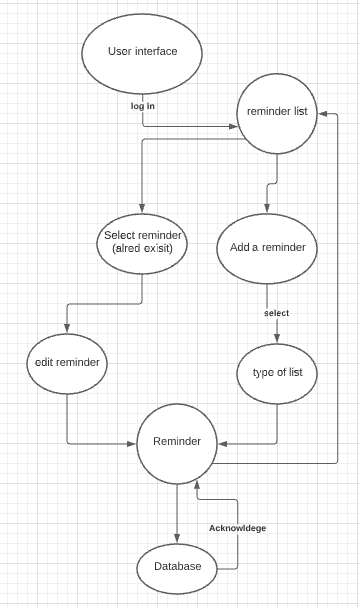 User interface
log in
reminder list
Select reminder
(alred exisit)
Add a reminder
select
edit reminder
type of list
Reminder
Acknowldege
Database